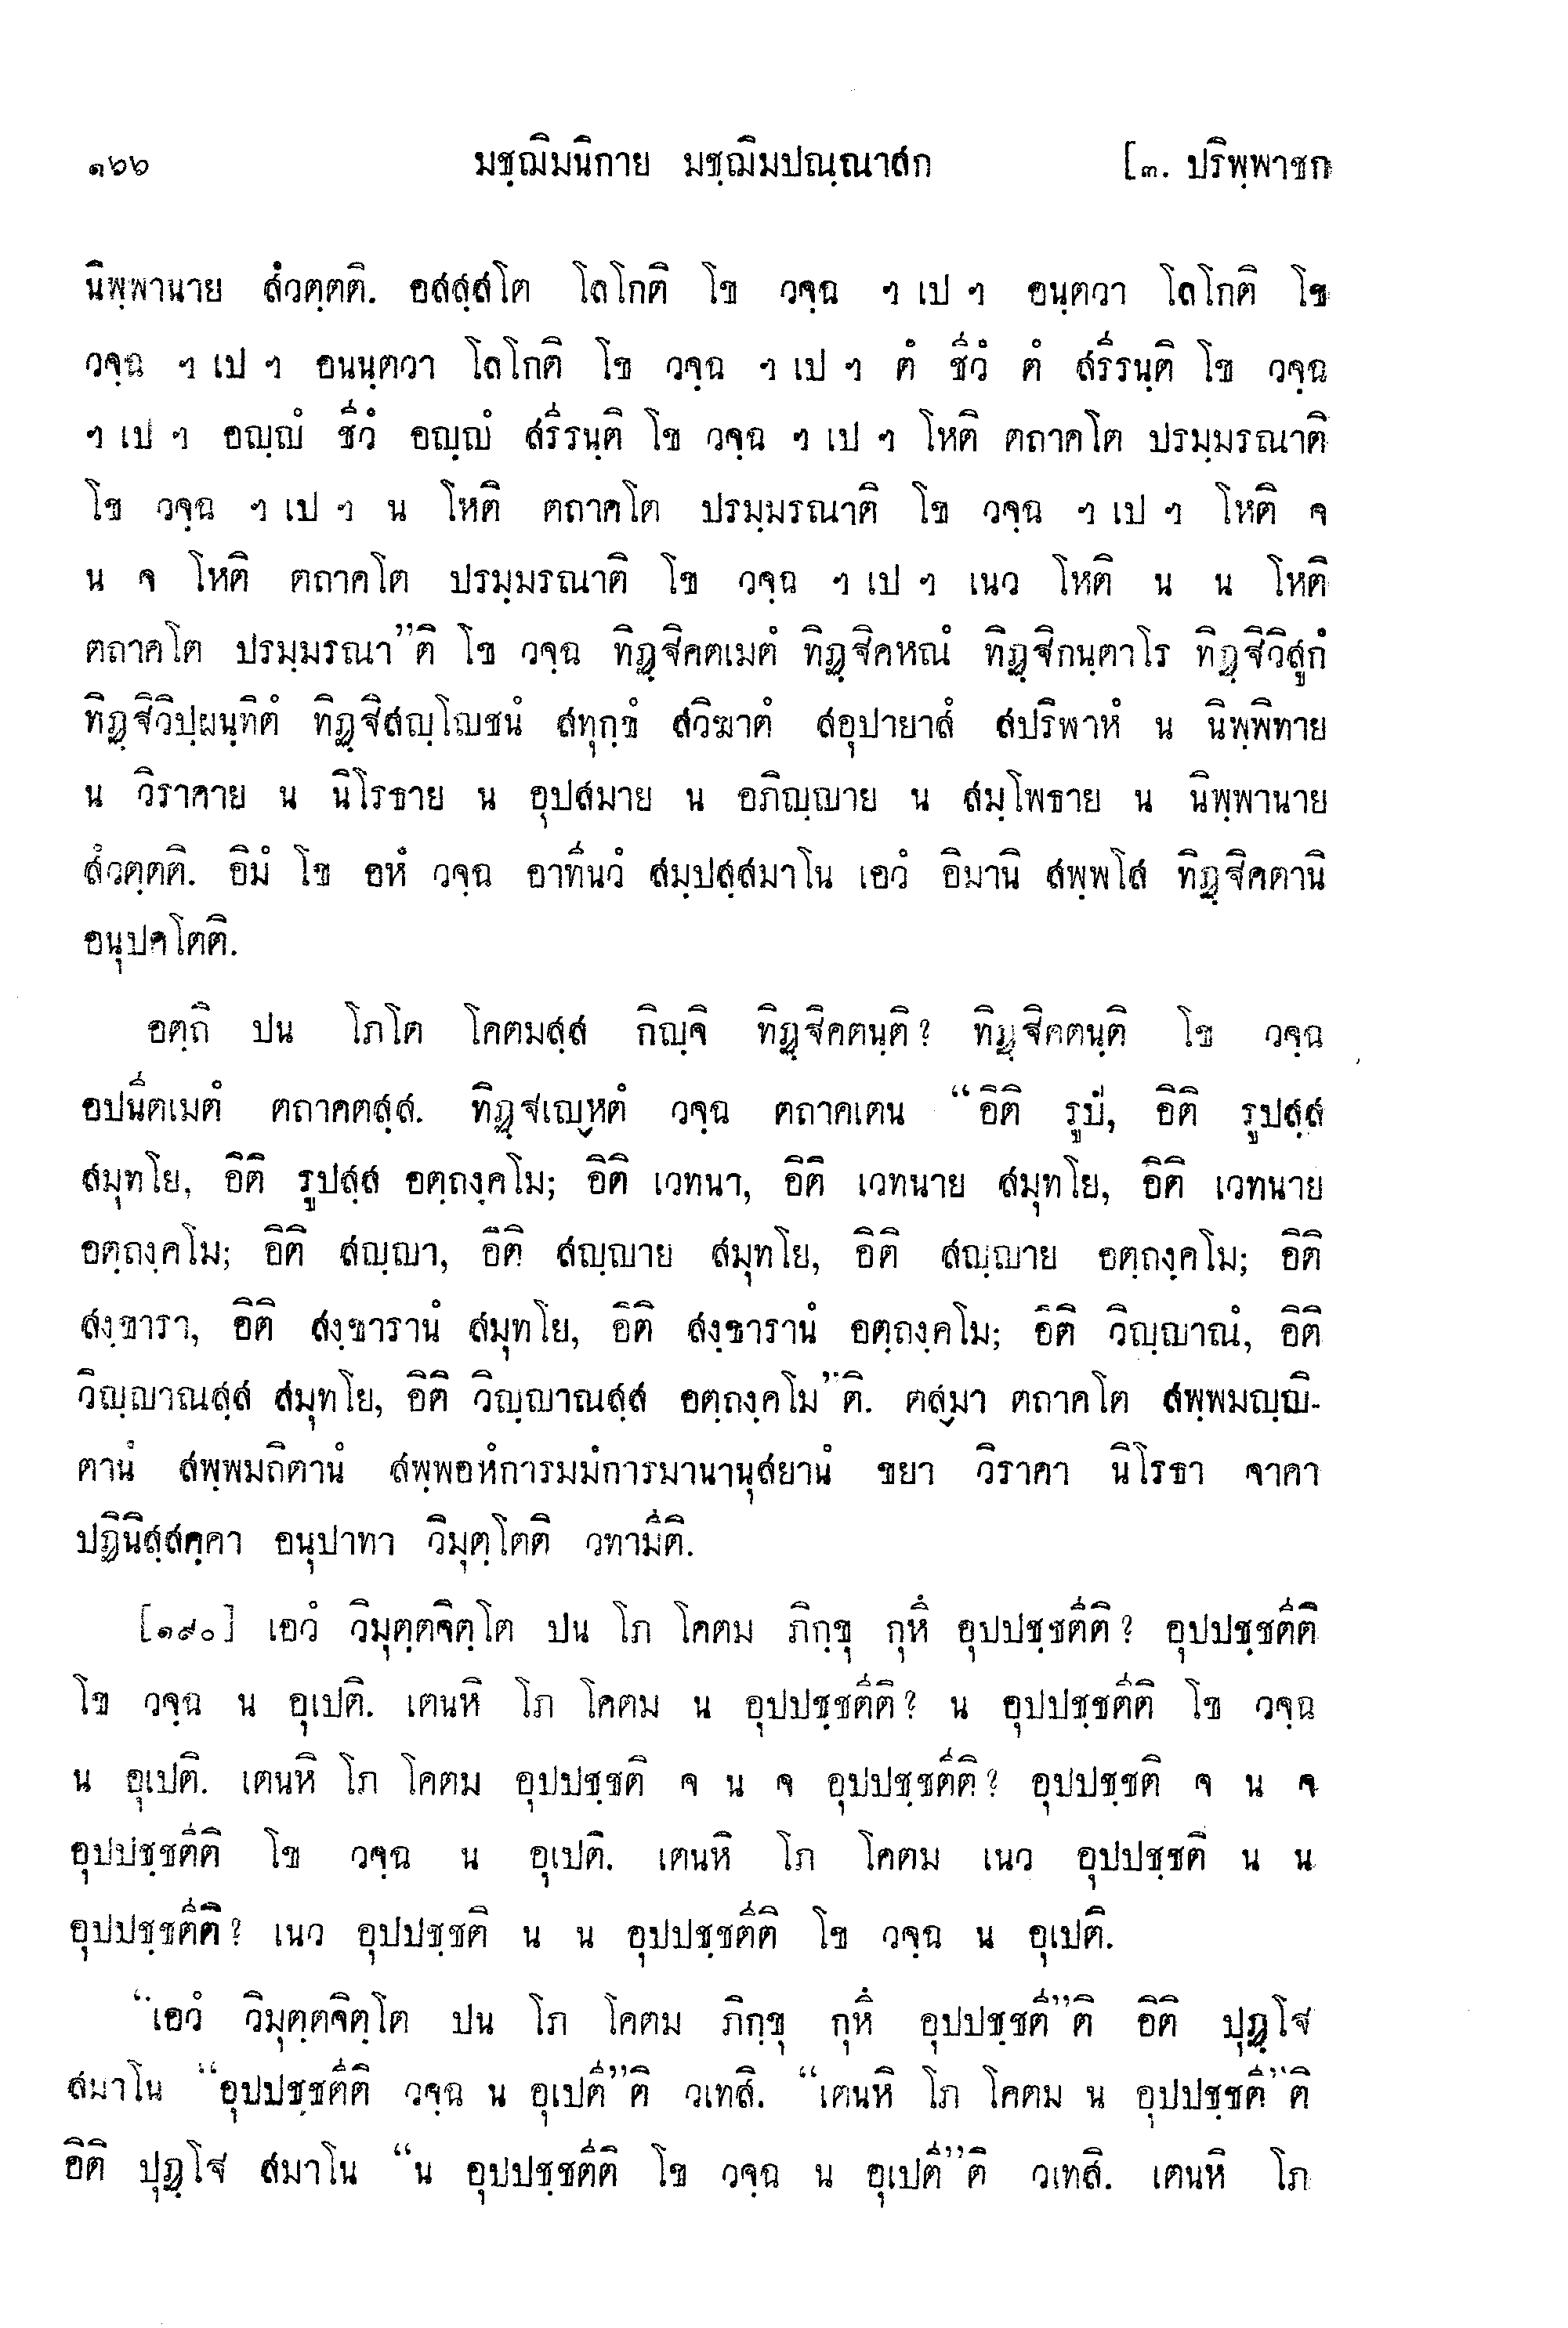 ๑๖๖ มชฺฌิมนิกาย มชฺฌิมปณฺณาสก [๓. ปริพฺพาชก
นิพฺพานาย สํวตฺตติ. อสสฺสโต โลโกติ โข วจฺฉ ฯ เป ฯ อนฺตวา โลโกติ โข
วจฺฉ ฯ เป ฯ อนนฺตวา โลโกติ โข วจฺฉ ฯ เป ฯ ตํ ชีวํ ตํ สรีรนฺติ โข วจฺฉ
ฯ เป ฯ อญฺญํ ชีวํ อญฺญํ สรีรนฺติ โข วจฺฉ ฯ เป ฯ โหติ ตถาคโต ปรมฺมรณาติ
โข วจฺฉ ฯ เป ฯ น โหติ ตถาคโต ปรมฺมรณาติ โข วจฺฉ ฯ เป ฯ โหติ จ
น จ โหติ ตถาคโต ปรมฺมรณาติ โข วจฺฉ ฯ เป ฯ เนว โหติ น น โหติ
ตถาคโต ปรมฺมรณา”ติ โข วจฺฉ ทิฏฺฐิคตเมตํ ทิฏฺฐิคหณํ ทิฏฺฐิกนฺตาโร ทิฏฺฐิวิสูกํ
ทิฏฺฐิวิปฺผนฺทิตํ ทิฏฺฐิสญฺโญชนํ สทุกฺขํ สวิฆาตํ สอุปายาสํ สปริฬาหํ น นิพฺพิทาย
น วิราคาย น นิโรธาย น อุปสมาย น อภิญฺญาย น สมฺโพธาย น นิพฺพานาย
สํวตฺตติ. อิมํ โข อหํ วจฺฉ อาทีนวํ สมฺปสฺสมาโน เอวํ อิมานิ สพฺพโส ทิฏฺฐิคตานิ
อนุปคโตติ.
อตฺถิ ปน โภโต โคตมสฺส กิญฺจิ ทิฏฺฐิคตนฺติ? ทิฏฺฐิคตนฺติ โข วจฺฉ
อปนีตเมตํ ตถาคตสฺส. ทิฏฺฐเญฺหตํ วจฺฉ ตถาคเตน “อิติ รูปํ, อิติ รูปสฺส
สมุทโย, อิติ รูปสฺส อตฺถงฺคโม; อิติ เวทนา, อิติ เวทนาย สมุทโย, อิติ เวทนาย
อตฺถงฺคโม; อิติ สญฺญา, อิติ สญฺญาย สมุทโย, อิติ สญฺญาย อตฺถงฺคโม; อิติ
สงฺขารา, อิติ สงฺขารานํ สมุทโย, อิติ สงฺขารานํ อตฺถงฺคโม; อิติ วิญฺญาณํ, อิติ
วิญฺญาณสฺส สมุทโย, อิติ วิญฺญาณสฺส อตฺถงฺคโม”ติ. ตสฺมา ตถาคโต สพฺพมญฺญิ-
ตานํ สพฺพมถิตานํ สพฺพอหํการมมํการมานานุสยานํ ขยา วิราคา นิโรธา จาคา
ปฏินิสฺสคฺคา อนุปาทา วิมุตฺโตติ วทามีติ.
[๑๙๐] เอวํ วิมุตฺตจิตฺโต ปน โภ โคตม ภิกฺขุ กุหึ อุปปชฺชตีติ? อุปปชฺชตีติ
โข วจฺฉ น อุเปติ. เตนหิ โภ โคตม น อุปปชฺชตีติ? น อุปปชฺชตีติ โข วจฺฉ
น อุเปติ. เตนหิ โภ โคตม อุปปชฺชติ จ น จ อุปปชฺชตีติ? อุปปชฺชติ จ น จ
อุปปชฺชตีติ โข วจฺฉ น อุเปติ. เตนหิ โภ โคตม เนว อุปปชฺชติ น น
อุปปชฺชตีติ? เนว อุปปชฺชติ น น อุปปชฺชตีติ โข วจฺฉ น อุเปติ.
“เอวํ วิมุตฺตจิตฺโต ปน โภ โคตม ภิกฺขุ กุหึ อุปปชฺชตี”ติ อิติ ปุฏฺโฐ
สมาโน “อุปปชฺชตีติ วจฺฉ น อุเปตี”ติ วเทสิ. “เตนหิ โภ โคตม น อุปปชฺชตี”ติ
อิติ ปุฏฺโฐ สมาโน “น อุปปชฺชตีติ โข วจฺฉ น อุเปตี”ติ วเทสิ. เตนหิ โภ